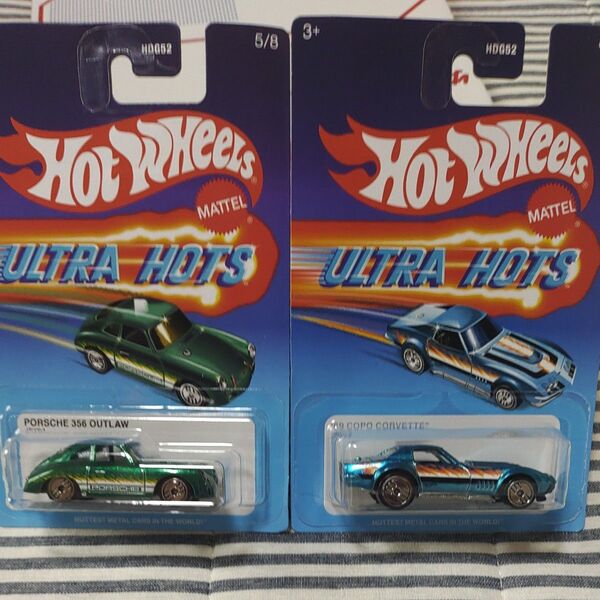 HDG52
5/8
HOT WHEELS
MATTEL
ULTRA HOTS
PORSCHE 356 OUTLAW
PORSCHE
HOTTEST METAL CARS IN THE WORLD!
3+
HDG52
HOT WHEELS
MATTEL
ULTRA HOTS
COPO CORVETTE
HOTTEST METAL CARS IN THE WORLD!